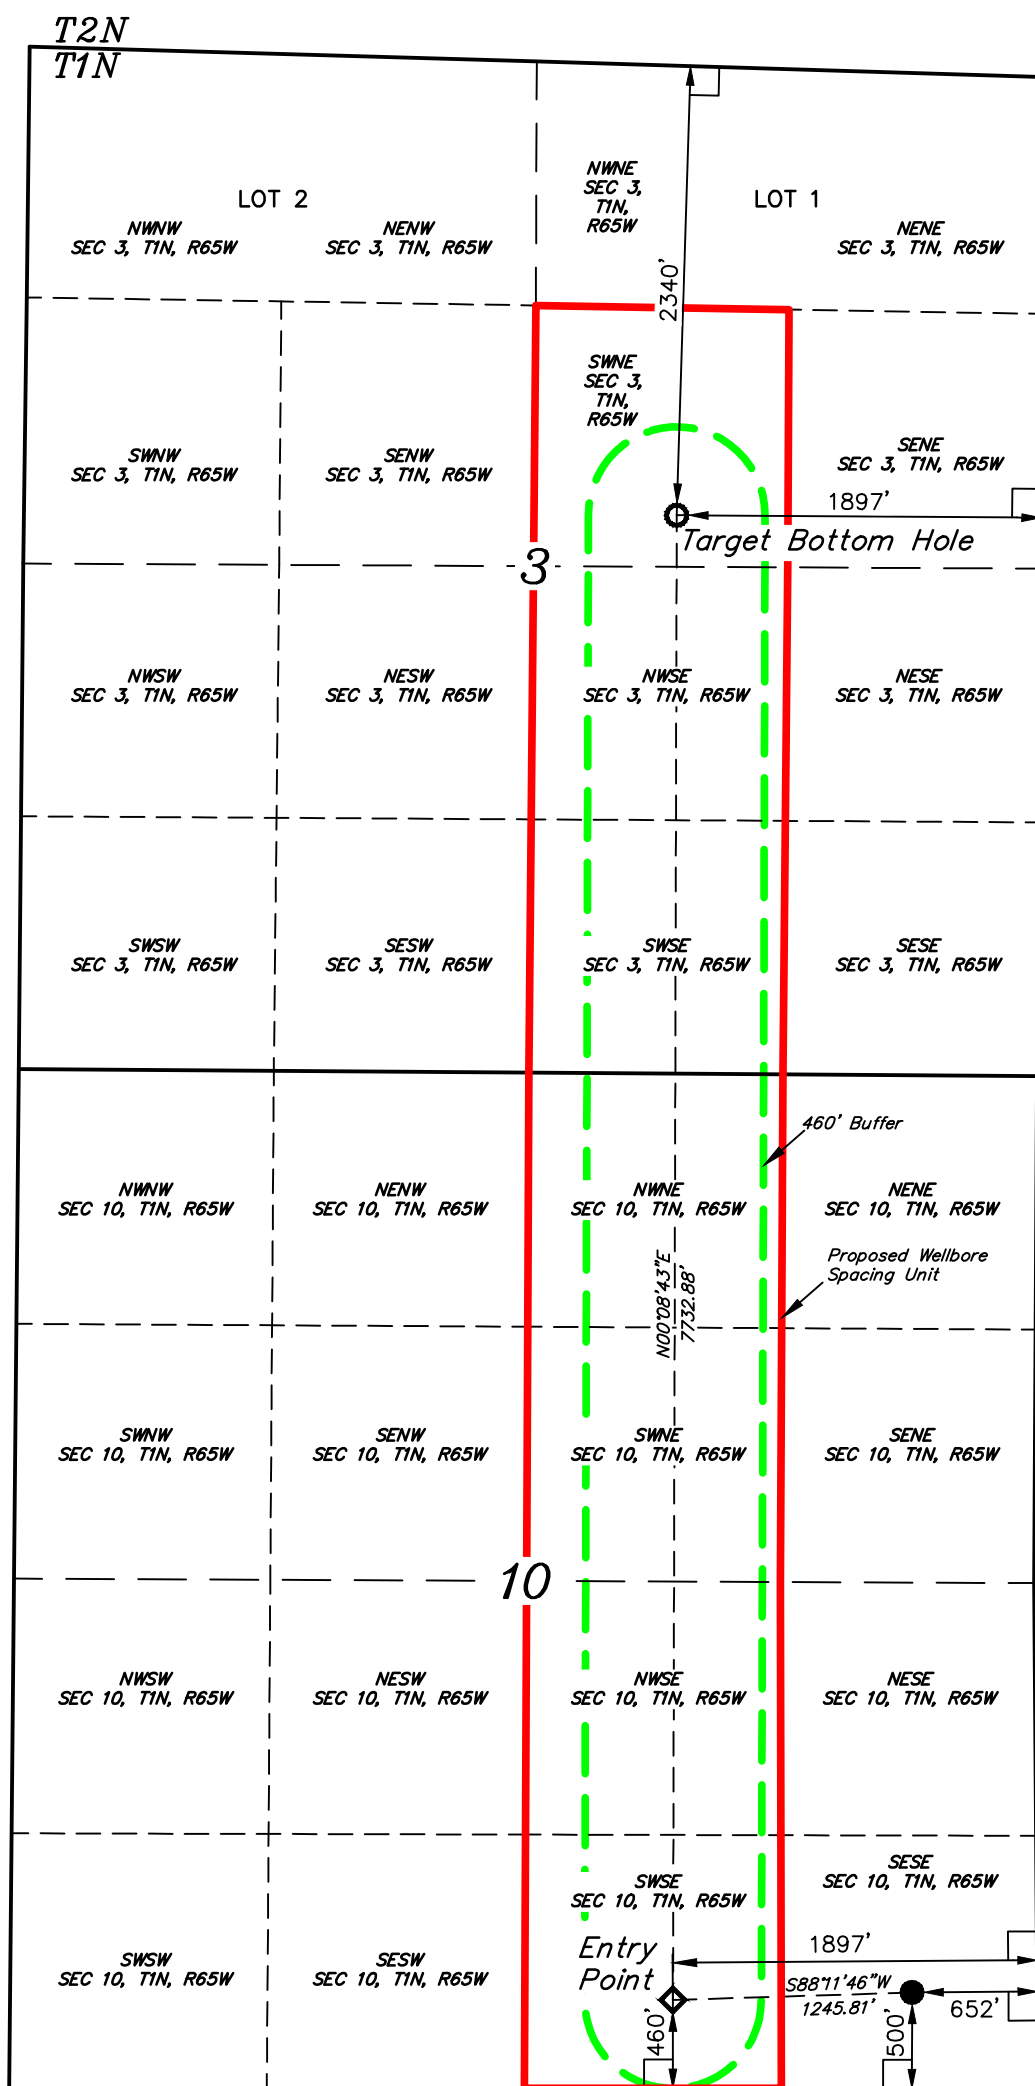 T2N
T1N
LOT 2
NWNW
SEC 3, T1N, R65W
NENW
SEC 3, T1N, R65W
NWNE
SEC 3,
T1N,
R65W
LOT 1
NENE
SEC 3, T1N, R65W
2340'
SWNW
SEC 3, T1N, R65W
SENW
SEC 3, T1N, R65W
SWNE
SEC 3,
T1N,
R65W
SENE
SEC 3, T1N, R65W
1897'
Target Bottom Hole
3
NWSW
SEC 3, T1N, R65W
NESW
SEC 3, T1N, R65W
NWSE
SEC 3, T1N, R65W
NESE
SEC 3, T1N, R65W
SWSW
SEC 3, T1N, R65W
SESW
SEC 3, T1N, R65W
SWSE
SEC 3, T1N, R65W
SESE
SEC 3, T1N, R65W
460' Buffer
NWNW
SEC 10, T1N, R65W
NENW
SEC 10, T1N, R65W
NWNE
SEC 10, T1N, R65W
NENE
SEC 10, T1N, R65W
Proposed Wellbore
Spacing Unit
N00°08'43"E
7732.88'
SWNW
SEC 10, T1N, R65W
SENW
SEC 10, T1N, R65W
SWNE
SEC 10, T1N, R65W
SENE
SEC 10, T1N, R65W
10
NWSW
SEC 10, T1N, R65W
NESW
SEC 10, T1N, R65W
NWSE
SEC 10, T1N, R65W
NESE
SEC 10, T1N, R65W
SWSE
SEC 10, T1N, R65W
SESE
SEC 10, T1N, R65W
SWSW
SEC 10, T1N, R65W
SESW
SEC 10, T1N, R65W
Entry
Point
1897'
S88°11'46"W
1245.81'
652'
460'
500'